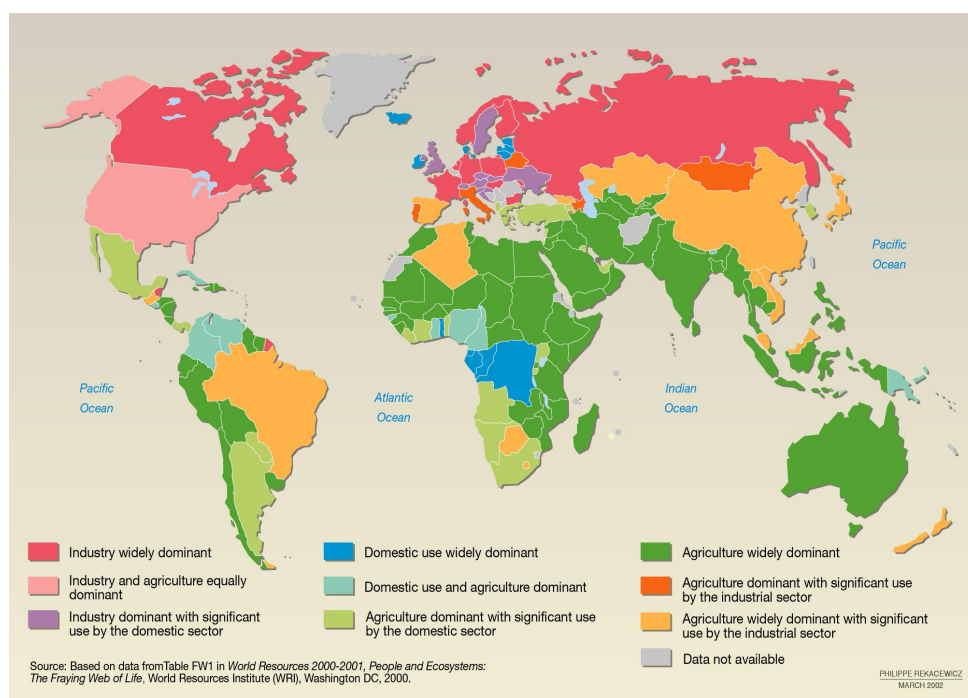 Pacific
Ocean
Pacific
Ocean
Atlantic
Ocean
Indian
Ocean
Industry widely dominant
Industry and agriculture equally
dominant
Industry dominant with significant
use by the domestic sector
Domestic use widely dominant
Domestic use and agriculture dominant
Agriculture dominant with significant use
by the domestic sector
Agriculture widely dominant
Agriculture dominant with significant use
by the industrial sector
Agriculture widely dominant with significant
use by the industrial sector
Data not available
Source: Based on data fromTable FW1 in World Resources 2000-2001, People and Ecosystems:
The Fraying Web of Life, World Resources Institute (WRI), Washington DC, 2000.
PHILIPPE REKACEWICZ
MARCH 2002